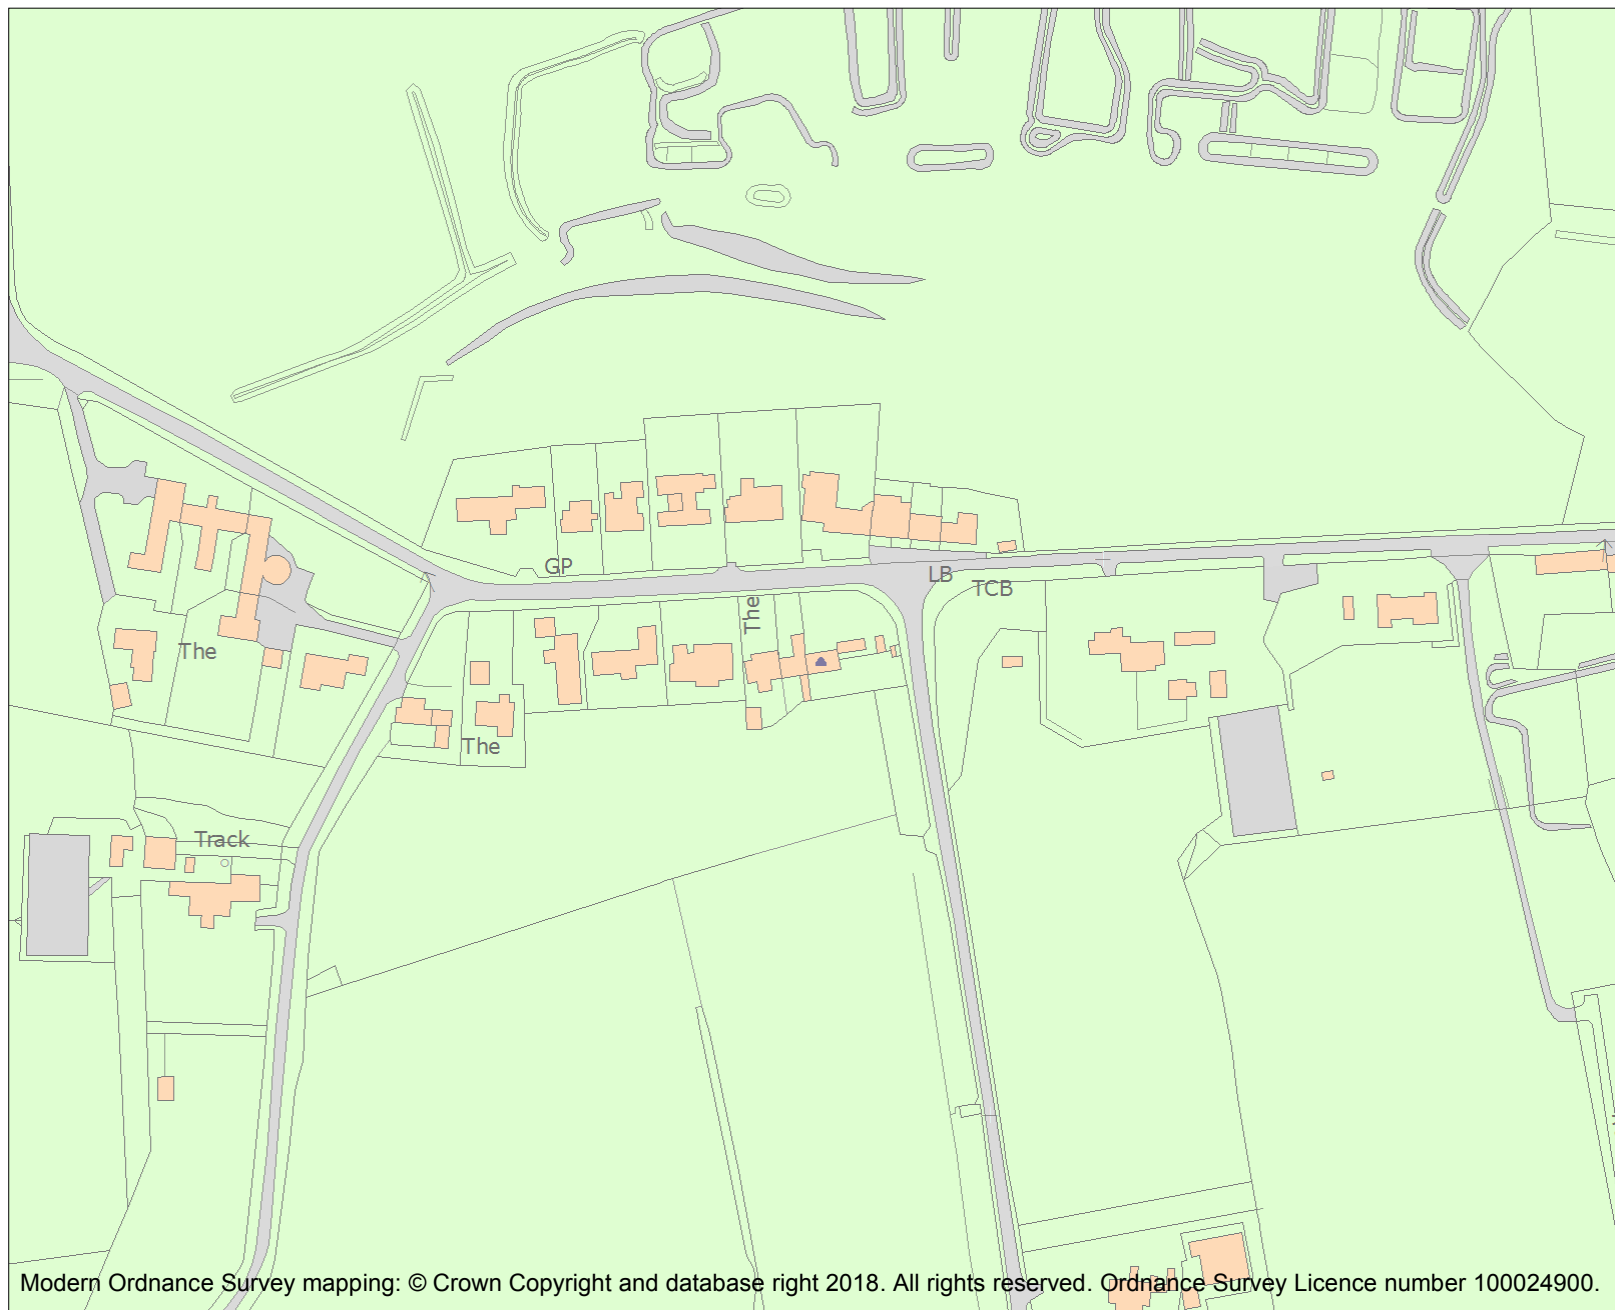 GP
LB
TCB
The
The
The
Track
Modern Ordnance Survey mapping: © Crown Copyright and database right 2018. All rights reserved. Ordnance Survey Licence number 100024900.